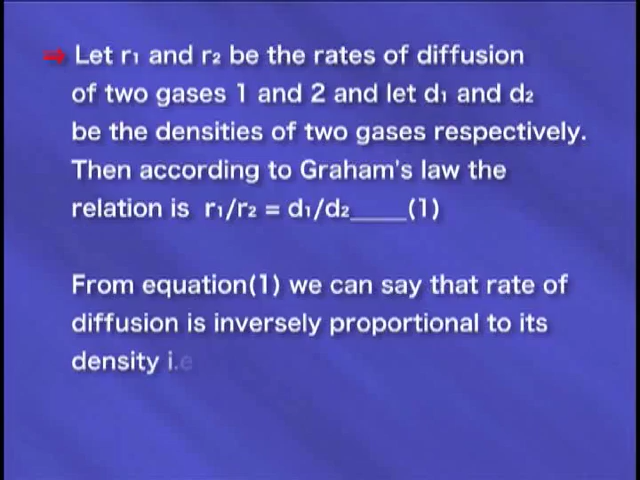 ⇒ Let r₁ and r₂ be the rates of diffusion
of two gases 1 and 2 and let d₁ and d₂
be the densities of two gases respectively.
Then according to Graham's law the
relation is r₁/r₂ = d₁/d₂____(1)
From equation(1) we can say that rate of
diffusion is inversely proportional to its
density i.e